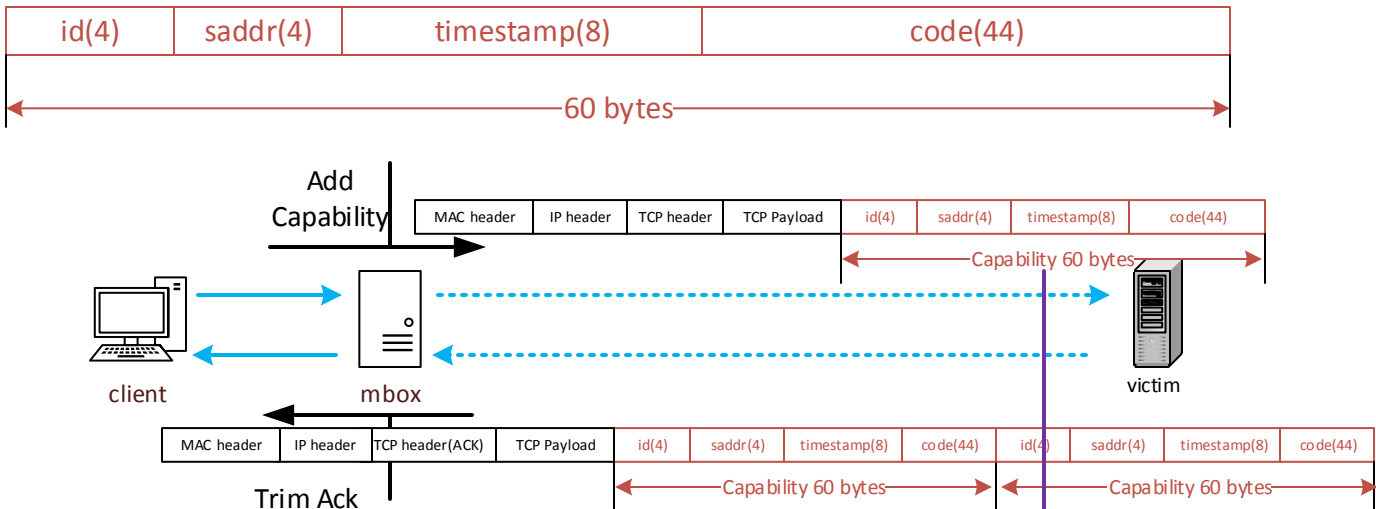 id(4) saddr(4) timestamp(8) code(44)
60 bytes
Add
Capability
MAC header IP header TCP header TCP Payload id(4) saddr(4) timestamp(8) code(44)
Capability 60 bytes
client mbox victim
MAC header IP header TCP header(ACK) TCP Payload id(4) saddr(4) timestamp(8) code(44) id(4) saddr(4) timestamp(8) code(44)
Trim Ack Capability 60 bytes Capability 60 bytes